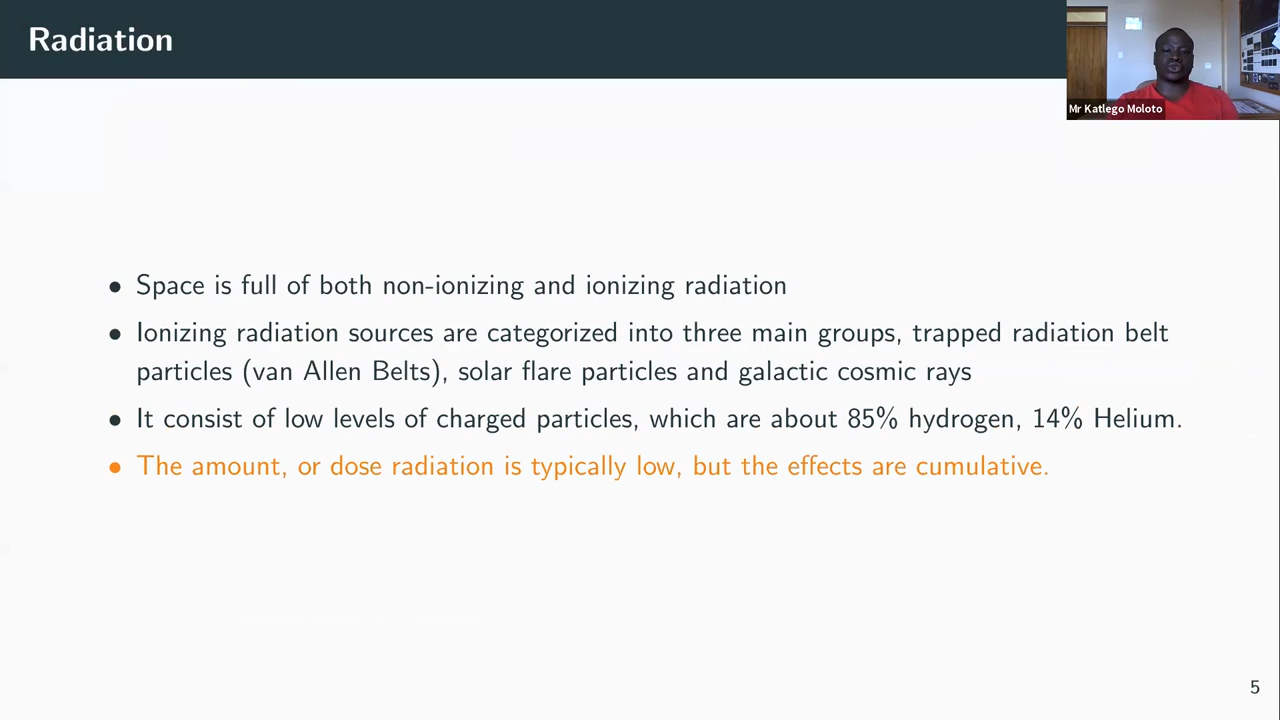 Radiation
Mr Katlego Moloto
• Space is full of both non-ionizing and ionizing radiation
• Ionizing radiation sources are categorized into three main groups, trapped radiation belt
particles (van Allen Belts), solar flare particles and galactic cosmic rays
• It consist of low levels of charged particles, which are about 85% hydrogen, 14% Helium.
• The amount, or dose radiation is typically low, but the effects are cumulative.
5